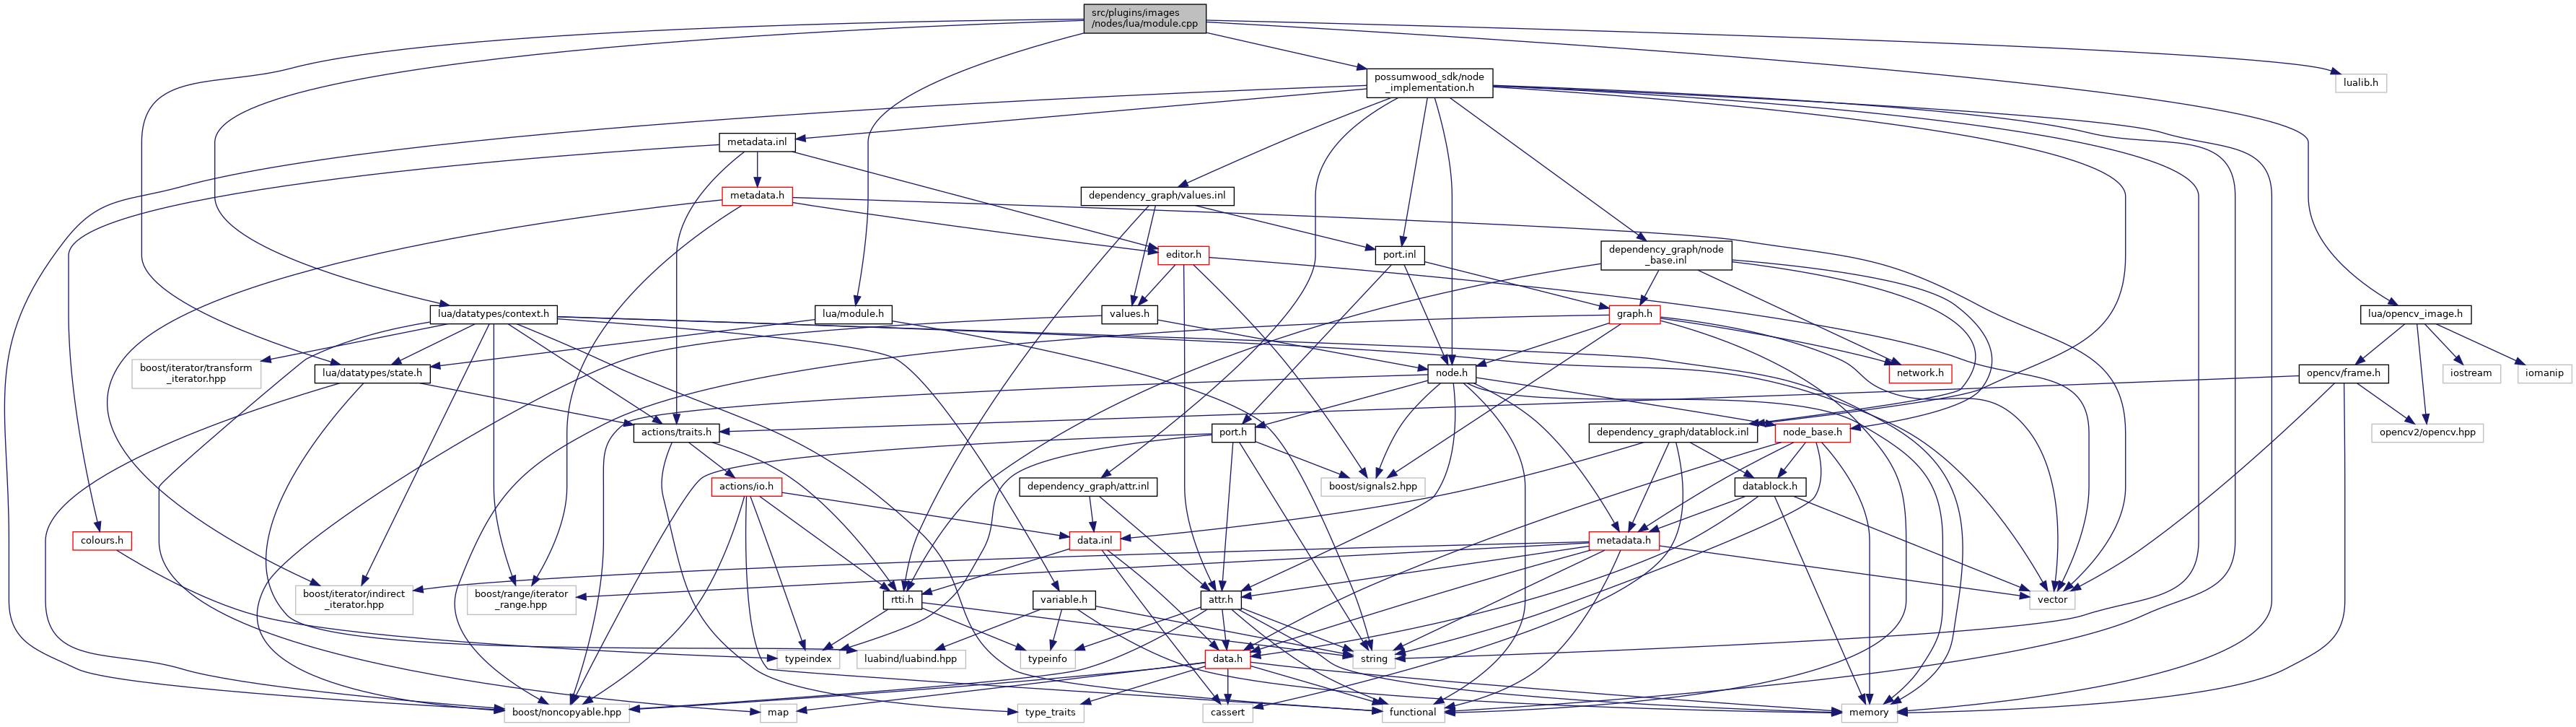 src/plugins/images
/nodes/lua/module.cpp
possumwood_sdk/node
_implementation.h
lualib.h
metadata.inl
metadata.h
dependency_graph/values.inl
editor.h
port.inl
dependency_graph/node
_base.inl
lua/datatypes/context.h
lua/module.h
values.h
graph.h
lua/opencv_image.h
boost/iterator/transform
_iterator.hpp
lua/datatypes/state.h
node.h
network.h
opencv/frame.h
iostream
iomanip
actions/traits.h
port.h
dependency_graph/datablock.inl
node_base.h
opencv2/opencv.hpp
actions/io.h
dependency_graph/attr.inl
boost/signals2.hpp
datablock.h
colours.h
data.inl
metadata.h
boost/iterator/indirect
_iterator.hpp
boost/range/iterator
_range.hpp
rtti.h
variable.h
attr.h
vector
typeindex
luabind/luabind.hpp
typeinfo
data.h
string
boost/noncopyable.hpp
map
type_traits
cassert
functional
memory